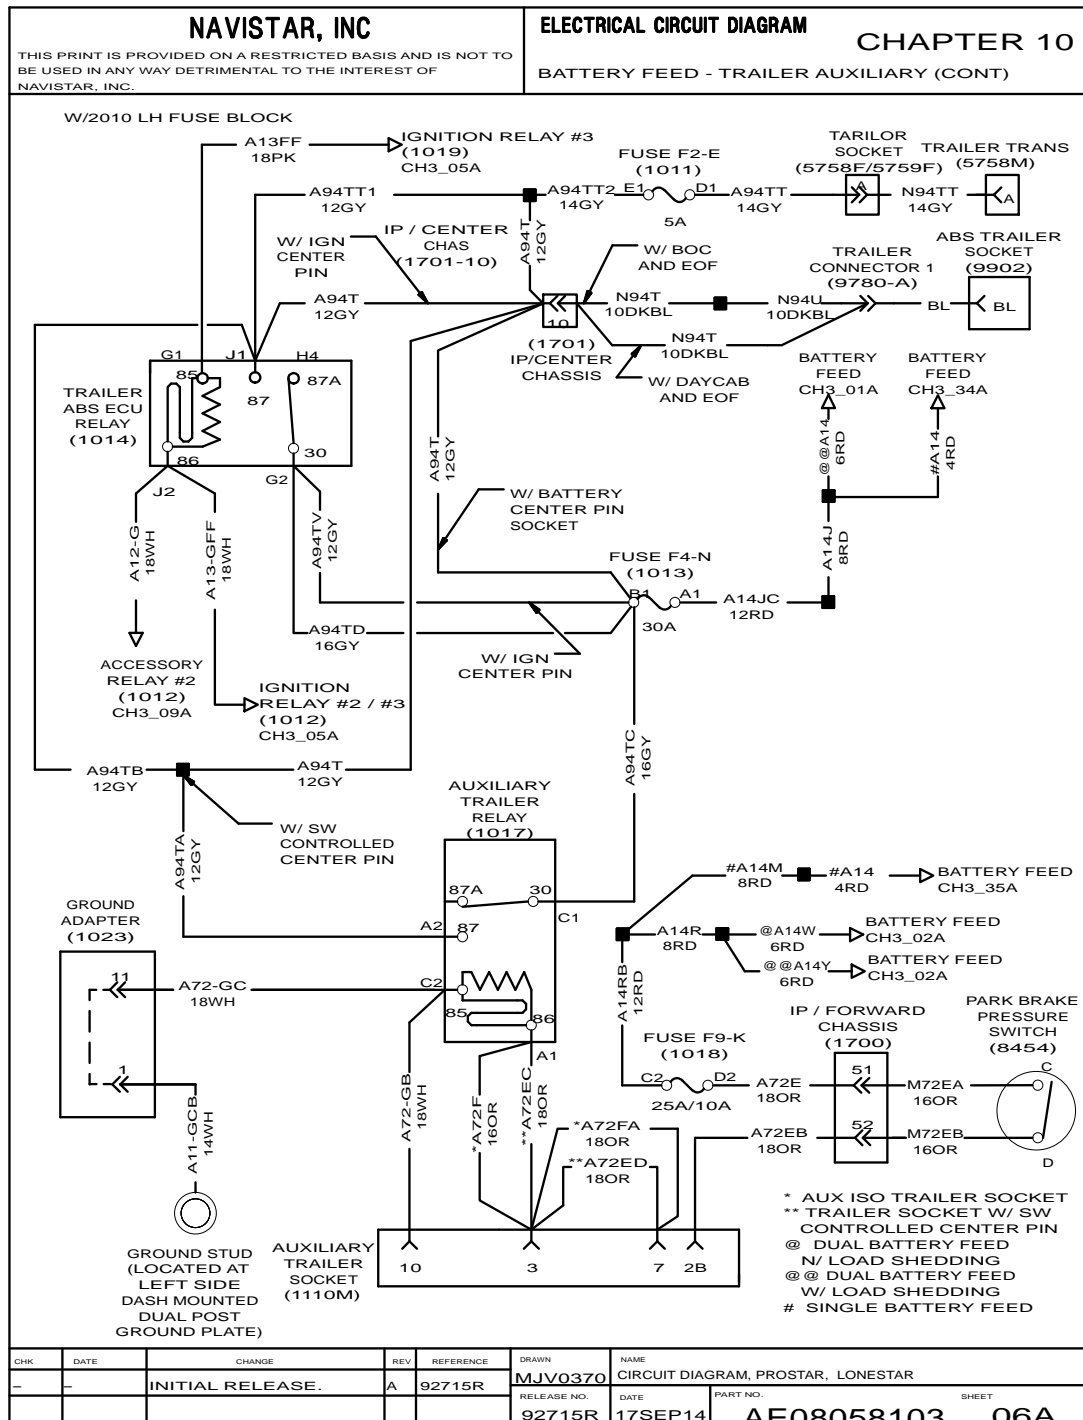 NAVISTAR, INC
THIS PRINT IS PROVIDED ON A RESTRICTED BASIS AND IS NOT TO
BE USED IN ANY WAY DETRIMENTAL TO THE INTEREST OF
NAVISTAR, INC.
ELECTRICAL CIRCUIT DIAGRAM
CHAPTER 10
BATTERY FEED - TRAILER AUXILIARY (CONT)
W/2010 LH FUSE BLOCK
A13FF
18PK
IGNITION RELAY #3
(1019)
CH3_05A
FUSE F2-E
(1011)
TARILOR
SOCKET
(5758F/5759F)
TRAILER TRANS
(5758M)
A94TT1
12GY
A94TT2
14GY
E1
D1
5A
A94TT
14GY
A
N94TT
14GY
A
W/ IGN
CENTER
PIN
IP / CENTER
CHAS
(1701-10)
A94T
12GY
W/ BOC
AND EOF
TRAILER
CONNECTOR 1
(9780-A)
ABS TRAILER
SOCKET
(9902)
A94T
12GY
10
(1701)
IP/CENTER
CHASSIS
N94T
10DKBL
N94U
10DKBL
BL
BL
N94T
10DKBL
W/ DAYCAB
AND EOF
BATTERY
FEED
CH3_01A
BATTERY
FEED
CH3_34A
G1
J1
H4
85
87
87A
TRAILER
ABS ECU
RELAY
(1014)
86
30
J2
G2
A94T
12GY
@@A14
6RD
#A14
4RD
W/ BATTERY
CENTER PIN
SOCKET
A12-G
18WH
A13-GFF
18WH
A94TV
12GY
A14J
8RD
FUSE F4-N
(1013)
B1
A1
30A
A14JC
12RD
A94TD
16GY
W/ IGN
CENTER PIN
ACCESSORY
RELAY #2
(1012)
CH3_09A
IGNITION
RELAY #2 / #3
(1012)
CH3_05A
A94TC
16GY
A94TB
12GY
A94T
12GY
AUXILIARY
TRAILER
RELAY
(1017)
W/ SW
CONTROLLED
CENTER PIN
A94TA
12GY
87A
30
C1
A2
87
#A14M
8RD
#A14
4RD
BATTERY FEED
CH3_35A
GROUND
ADAPTER
(1023)
A14R
8RD
@A14W
6RD
BATTERY FEED
CH3_02A
@@A14Y
6RD
BATTERY FEED
CH3_02A
11
A72-GC
18WH
C2
85
86
A1
A14RB
12RD
IP / FORWARD
CHASSIS
(1700)
PARK BRAKE
PRESSURE
SWITCH
(8454)
FUSE F9-K
(1018)
1
C2
D2
25A/10A
A72E
18OR
51
M72EA
16OR
C
A11-GCB
14WH
A72-GB
18WH
*A72F
16OR
**A72EC
18OR
*A72FA
18OR
**A72ED
18OR
A72EB
18OR
52
M72EB
16OR
D
* AUX ISO TRAILER SOCKET
** TRAILER SOCKET W/ SW
CONTROLLED CENTER PIN
@ DUAL BATTERY FEED
N/ LOAD SHEDDING
@@ DUAL BATTERY FEED
W/ LOAD SHEDDING
# SINGLE BATTERY FEED
GROUND STUD
(LOCATED AT
LEFT SIDE
DASH MOUNTED
DUAL POST
GROUND PLATE)
AUXILIARY
TRAILER
SOCKET
(1110M)
10
3
7
2B
CHK
DATE
CHANGE
REV
REFERENCE
DRAWN
NAME
–
–
INITIAL RELEASE.
A
92715R
MJV0370
CIRCUIT DIAGRAM, PROSTAR, LONESTAR
RELEASE NO.
DATE
PART NO.
SHEET
92715R
17SEP14
AE08058103
06A